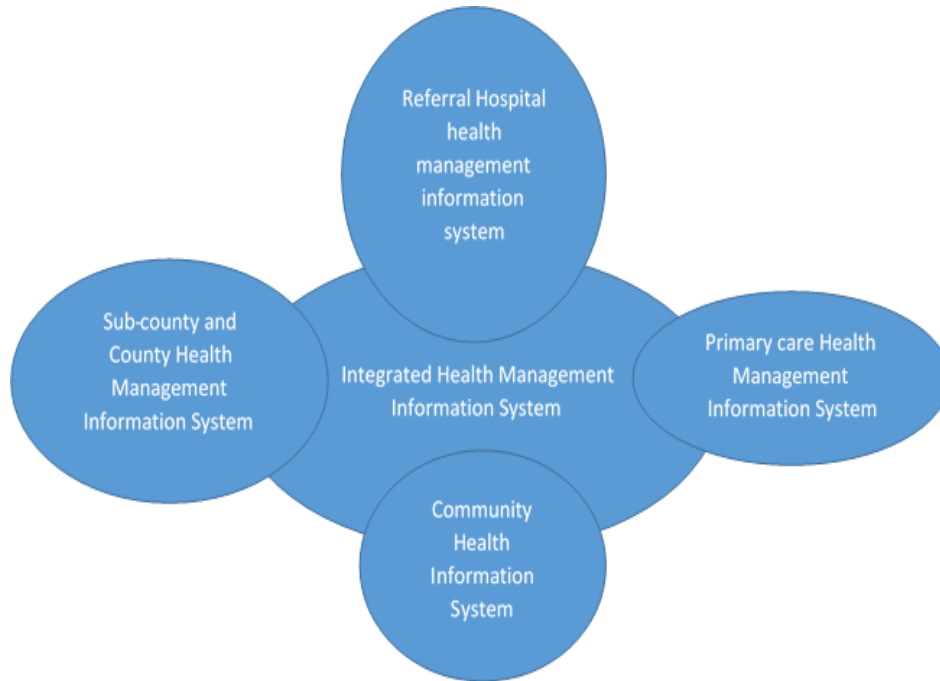 Referral Hospital
health
management
information
system
Sub-county and
County Health
Management
Information System
Integrated Health Management
Information System
Primary care Health
Management
Information System
Community
Health
Information
System